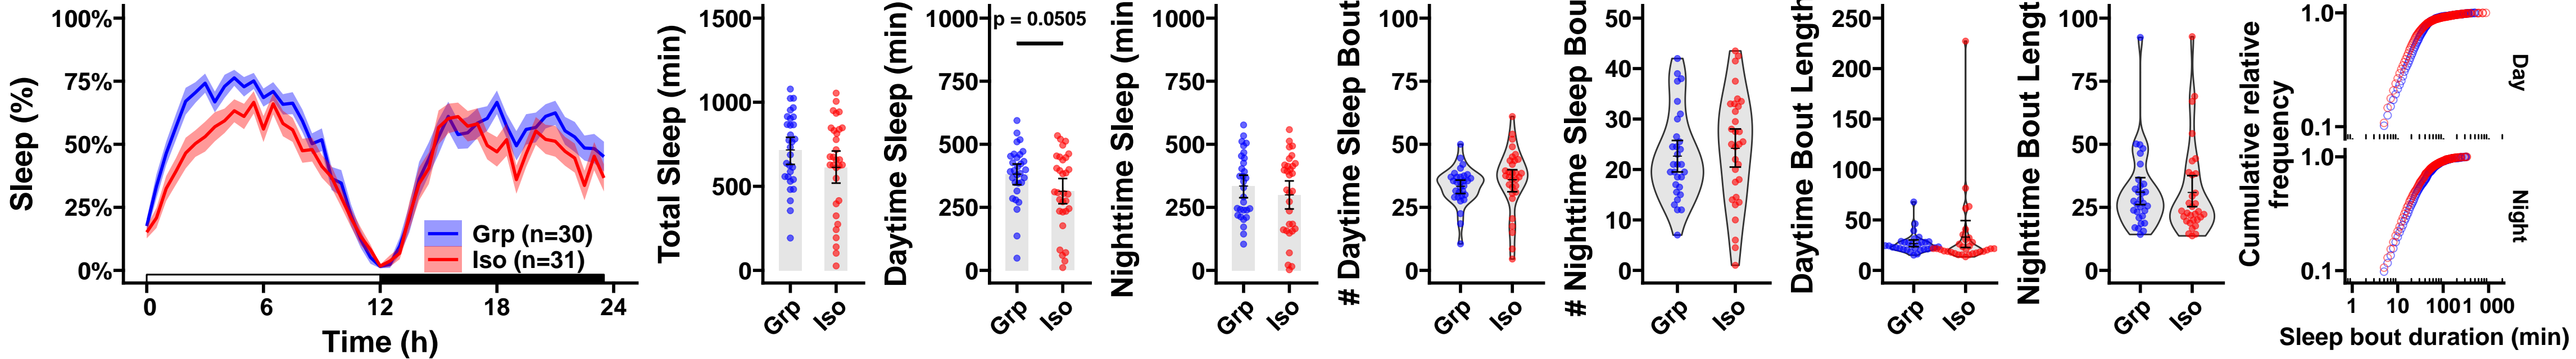 Sleep (%)
100%
75%
50%
25%
0%
Grp (n=30)
Iso (n=31)
0 6 12 18 24
Time (h)
Total Sleep (min)
1500
1000
500
0
Grp Iso
Daytime Sleep (min)
1000
750
500
250
0
p = 0.0505
Grp Iso
Nighttime Sleep (min
1000
750
500
250
0
Grp Iso
# Daytime Sleep Bout
100
75
50
25
0
Grp Iso
# Nighttime Sleep Bou
50
40
30
20
10
0
Grp Iso
Daytime Bout Length
250
200
150
100
50
0
Grp Iso
Nighttime Bout Lengt
100
75
50
25
0
Grp Iso
Cumulative relative
frequency
1.0
0.1
Day
1.0
0.1
Night
1 10 100 1 000
Sleep bout duration (min)